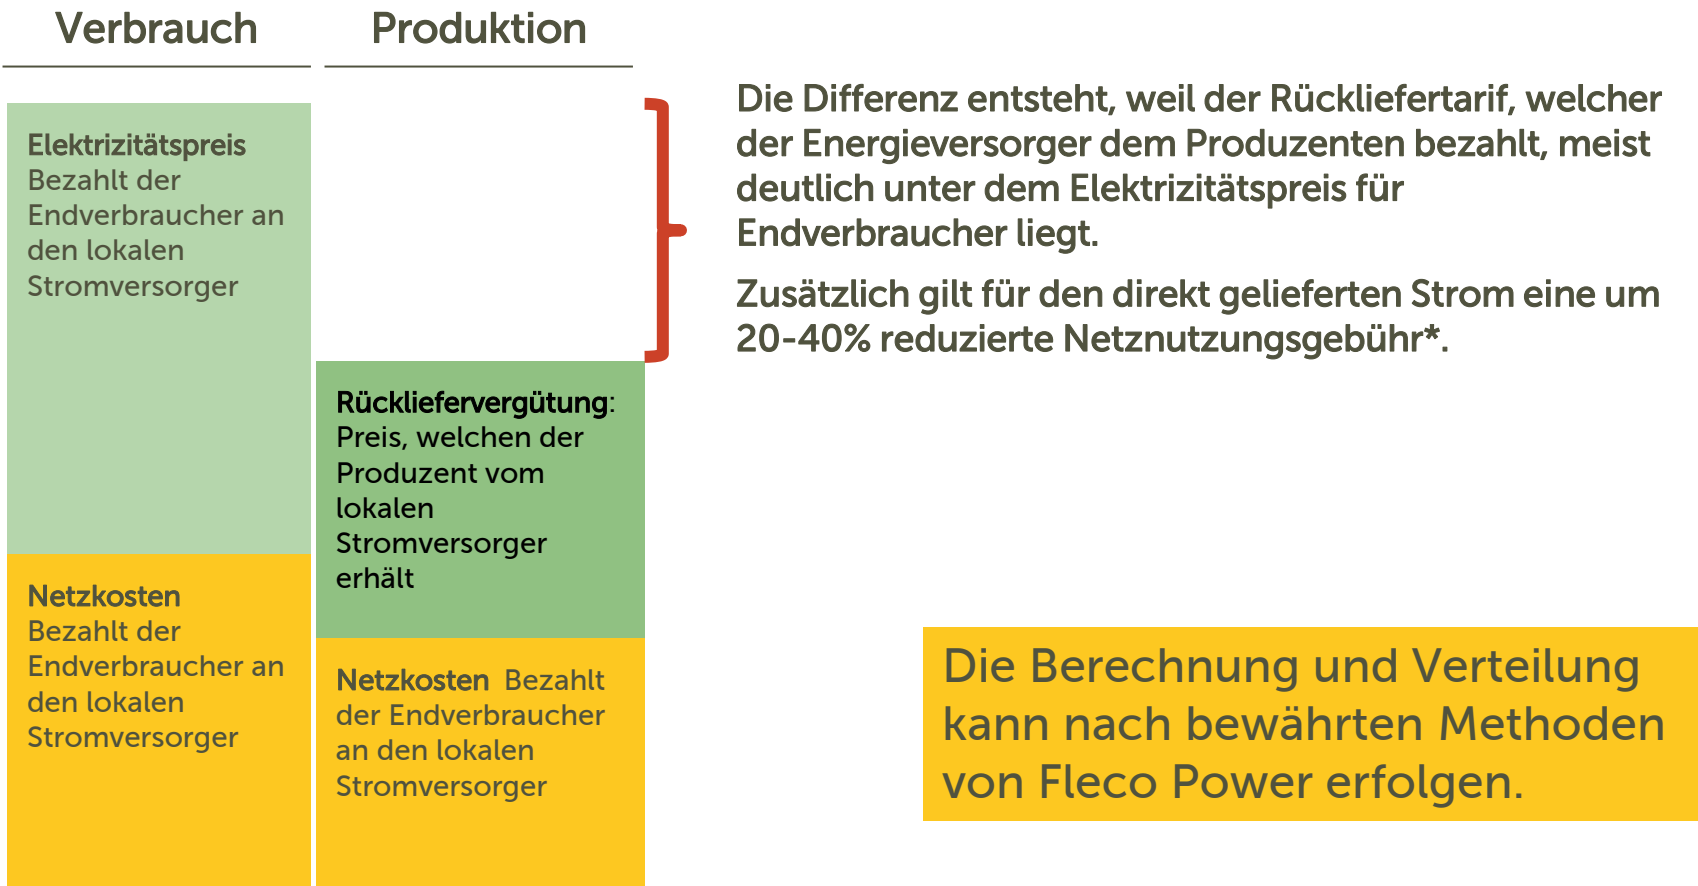 Verbrauch
Produktion
Elektrizitätspreis
Bezahlt der
Endverbraucher an
den lokalen
Stromversorger
Netzkosten
Bezahlt der
Endverbraucher an
den lokalen
Stromversorger
Rückliefervergütung:
Preis, welchen der
Produzent vom
lokalen
Stromversorger
erhält
Netzkosten Bezahlt
der Endverbraucher
an den lokalen
Stromversorger
Die Differenz entsteht, weil der Rückliefertarif, welcher
der Energieversorger dem Produzenten bezahlt, meist
deutlich unter dem Elektrizitätspreis für
Endverbraucher liegt.
Zusätzlich gilt für den direkt gelieferten Strom eine um
20-40% reduzierte Netznutzungsgebühr*.
Die Berechnung und Verteilung
kann nach bewährten Methoden
von Fleco Power erfolgen.